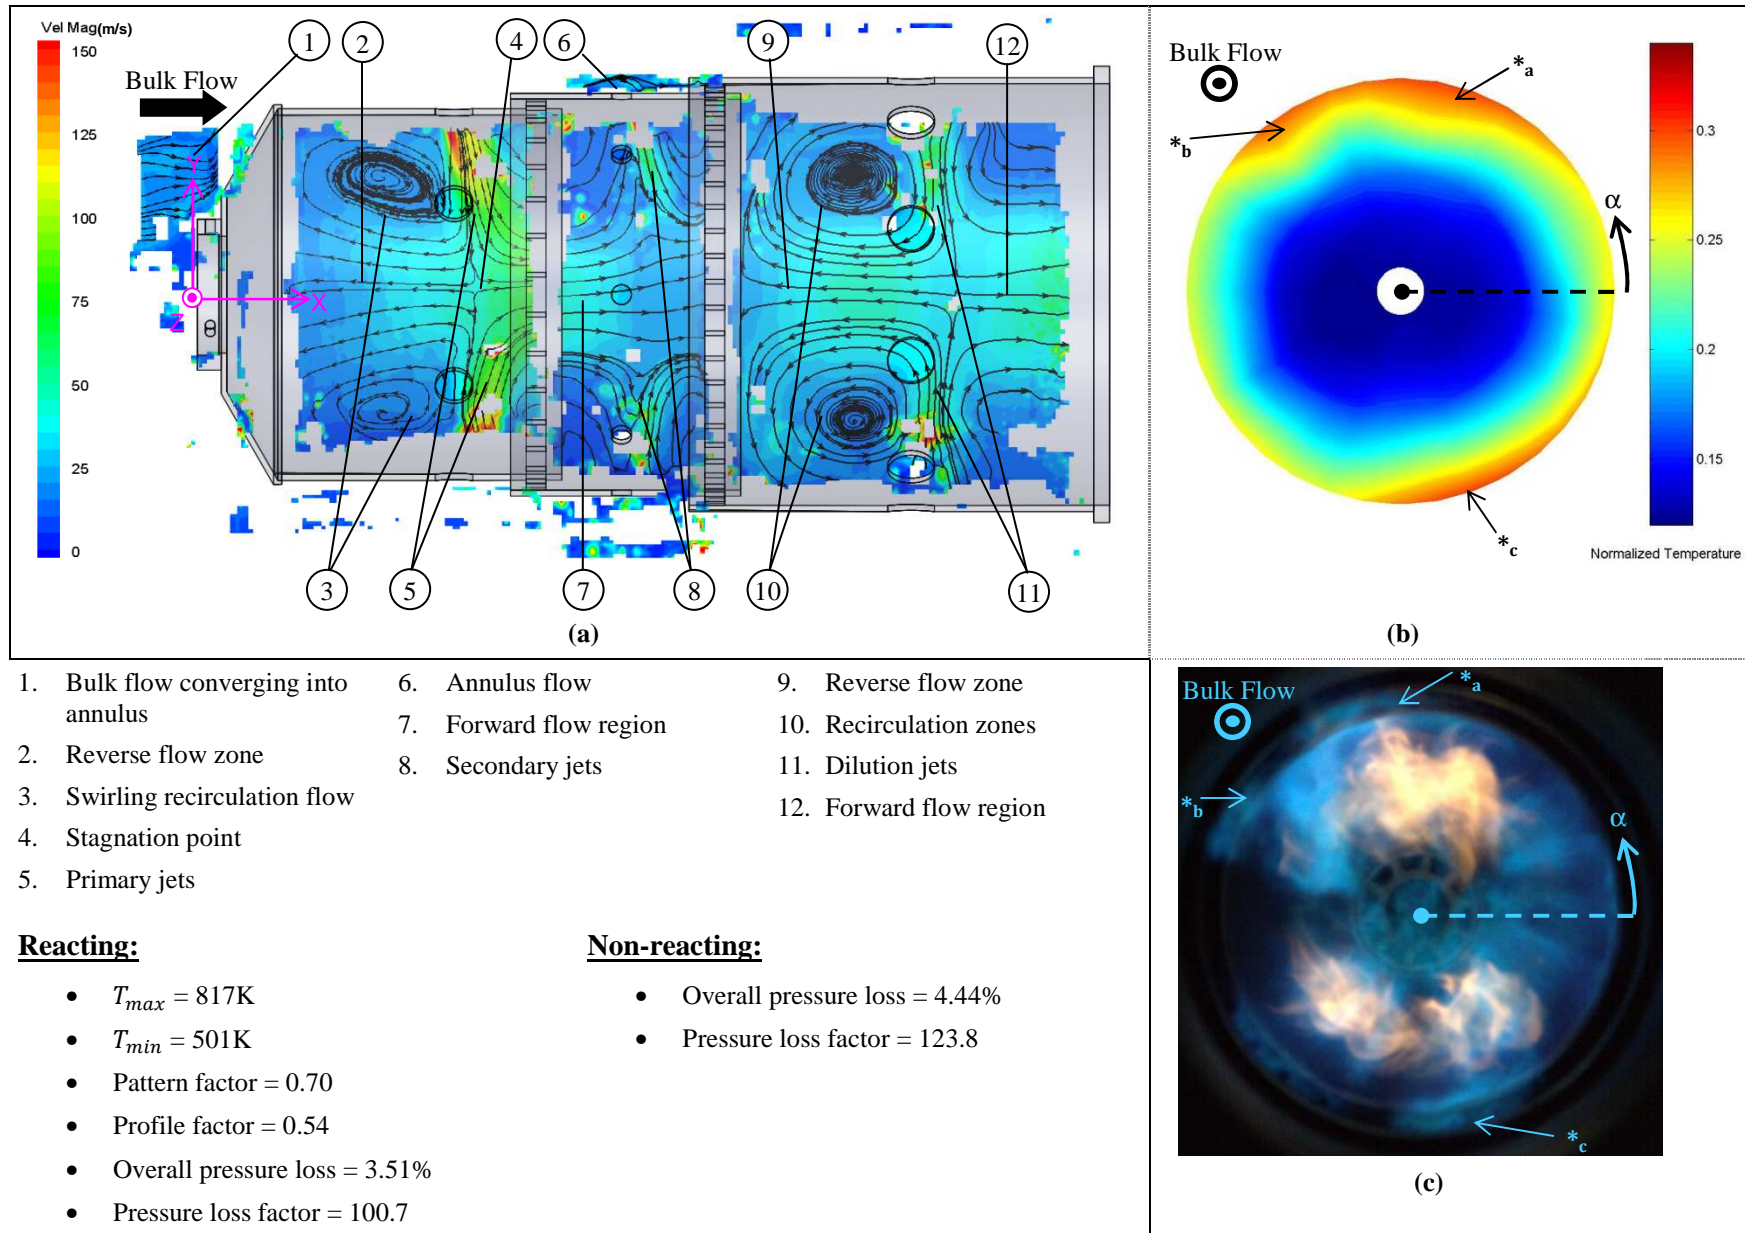 Vel Mag(m/s)
150
125
100
75
50
25
0
Bulk Flow
1
2
4
6
9
12
Y
X
Z
3
5
7
8
10
11
(a)
Bulk Flow
*a
*b
*c
α
0.3
0.25
0.2
0.15
Normalized Temperature
(b)
1. Bulk flow converging into
annulus
2. Reverse flow zone
3. Swirling recirculation flow
4. Stagnation point
5. Primary jets
6. Annulus flow
7. Forward flow region
8. Secondary jets
9. Reverse flow zone
10. Recirculation zones
11. Dilution jets
12. Forward flow region
Reacting:
• T_max = 817K
• T_min = 501K
• Pattern factor = 0.70
• Profile factor = 0.54
• Overall pressure loss = 3.51%
• Pressure loss factor = 100.7
Non-reacting:
• Overall pressure loss = 4.44%
• Pressure loss factor = 123.8
Bulk Flow
*a
*b
α
*c
(c)